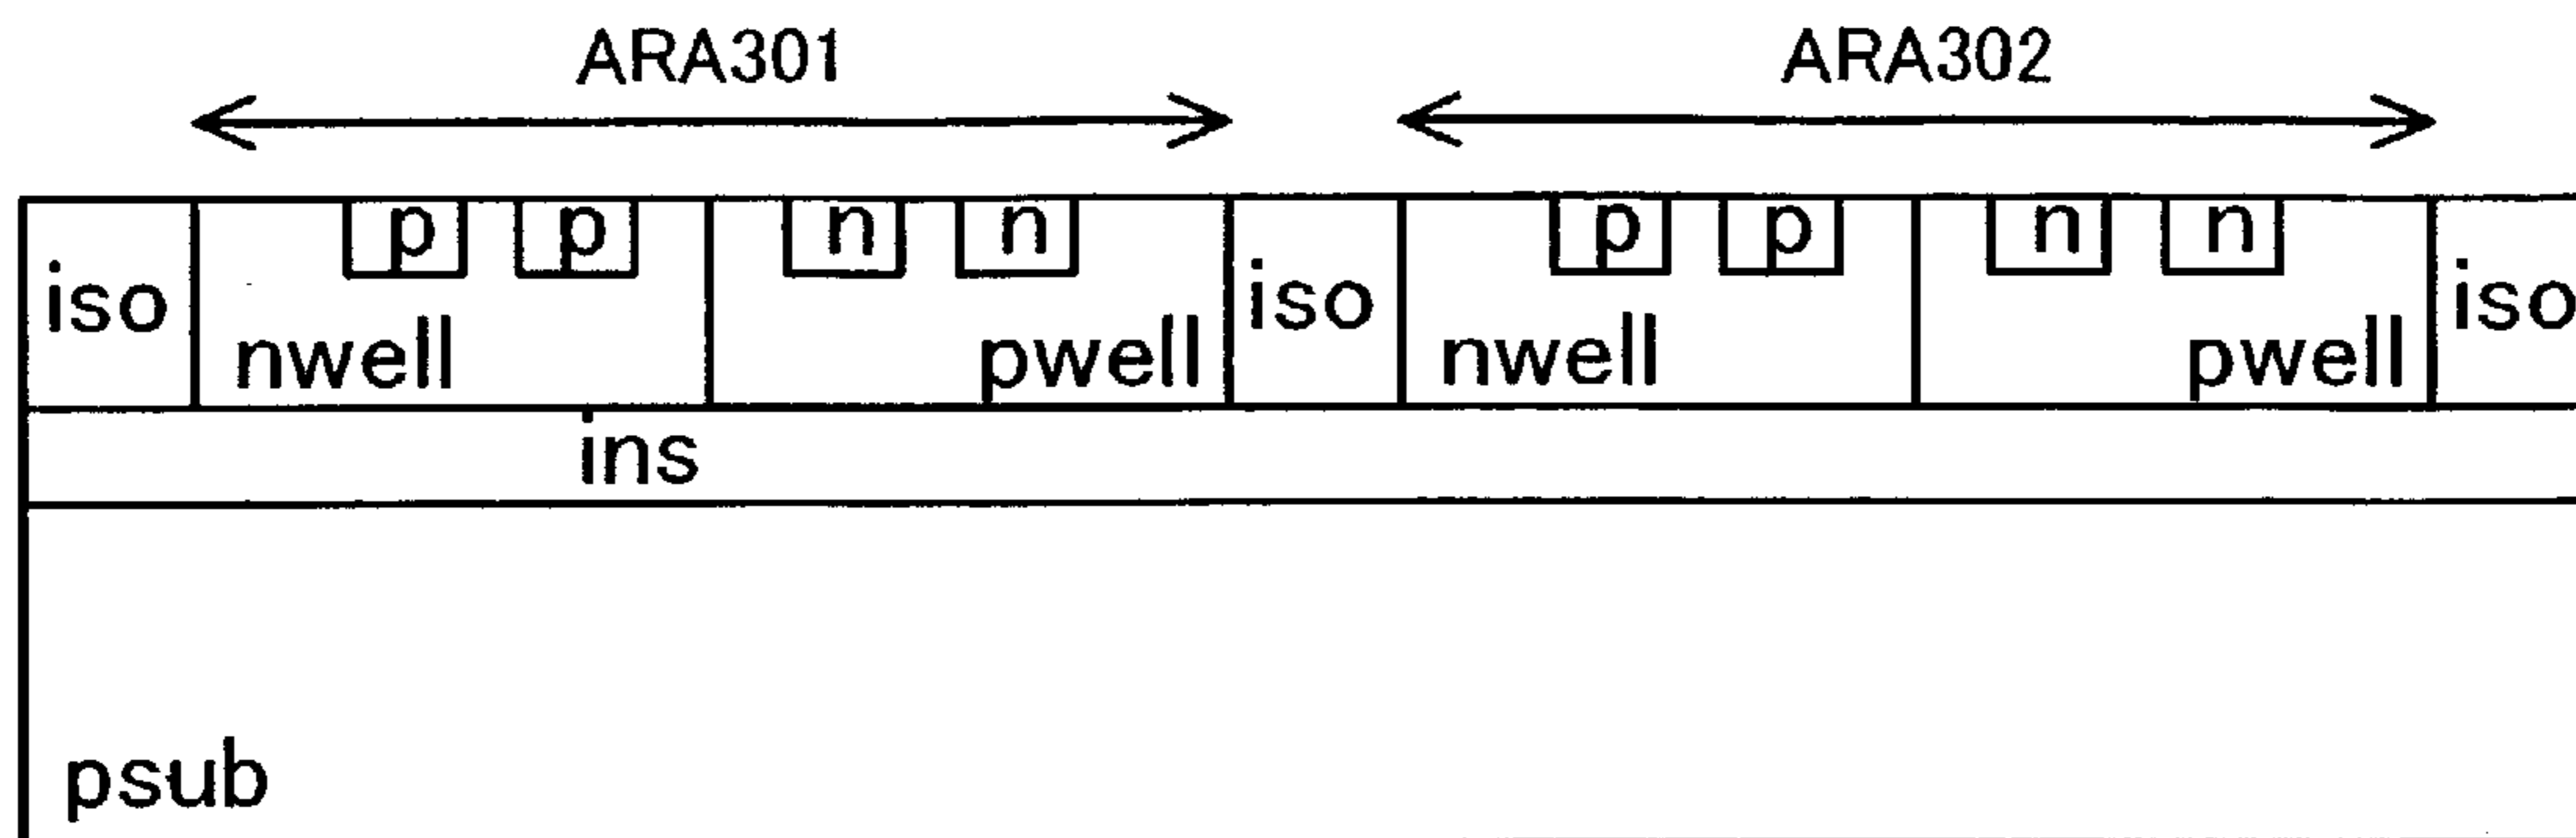 ARA301 ARA302
p p n n p p n n
iso iso iso
nwell pwell nwell pwell
ins
psub